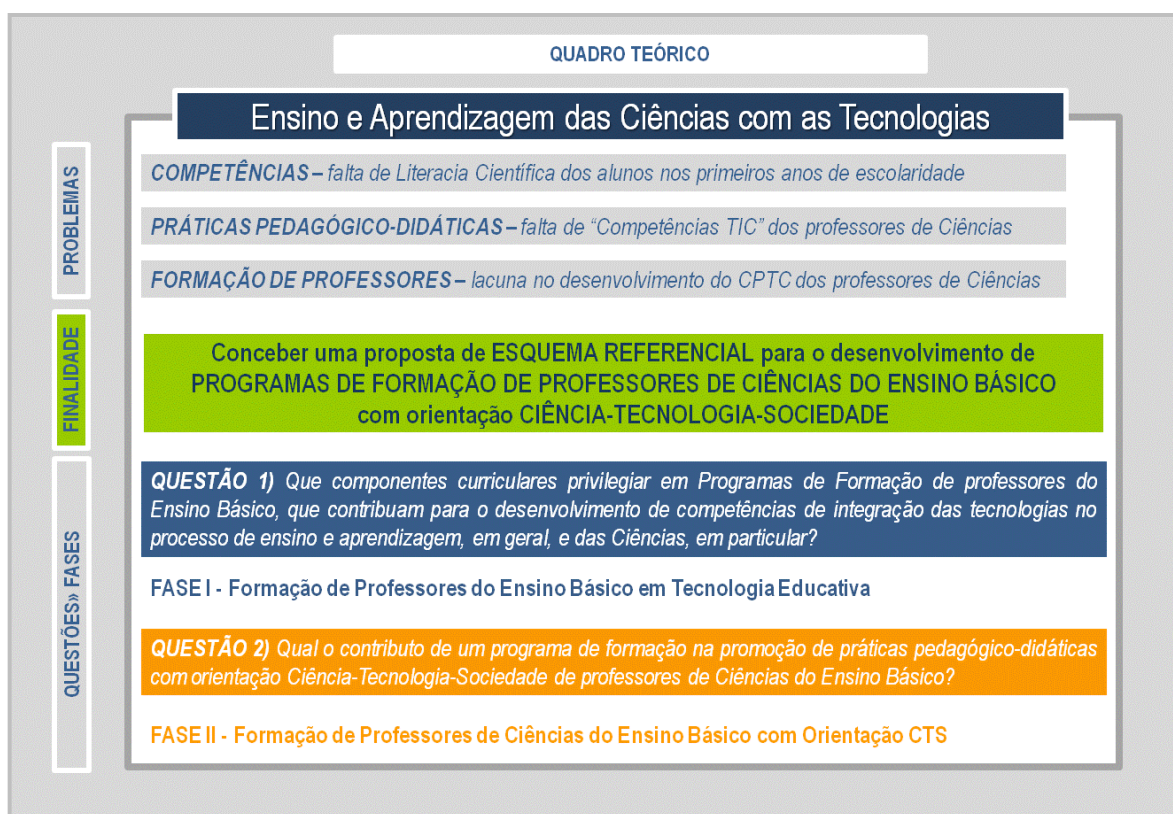 QUADRO TEÓRICO
Ensino e Aprendizagem das Ciências com as Tecnologias
PROBLEMAS
COMPETÊNCIAS – falta de Literacia Científica dos alunos nos primeiros anos de escolaridade
PRÁTICAS PEDAGÓGICO-DIDÁTICAS – falta de “Competências TIC” dos professores de Ciências
FORMAÇÃO DE PROFESSORES – lacuna no desenvolvimento do CPTC dos professores de Ciências
FINALIDADE
Conceber uma proposta de ESQUEMA REFERENCIAL para o desenvolvimento de
PROGRAMAS DE FORMAÇÃO DE PROFESSORES DE CIÊNCIAS DO ENSINO BÁSICO
com orientação CIÊNCIA-TECNOLOGIA-SOCIEDADE
QUESTÕES» FASES
QUESTÃO 1) Que componentes curriculares privilegiar em Programas de Formação de professores do
Ensino Básico, que contribuam para o desenvolvimento de competências de integração das tecnologias no
processo de ensino e aprendizagem, em geral, e das Ciências, em particular?
FASE I - Formação de Professores do Ensino Básico em Tecnologia Educativa
QUESTÃO 2) Qual o contributo de um programa de formação na promoção de práticas pedagógico-didáticas
com orientação Ciência-Tecnologia-Sociedade de professores de Ciências do Ensino Básico?
FASE II - Formação de Professores de Ciências do Ensino Básico com Orientação CTS